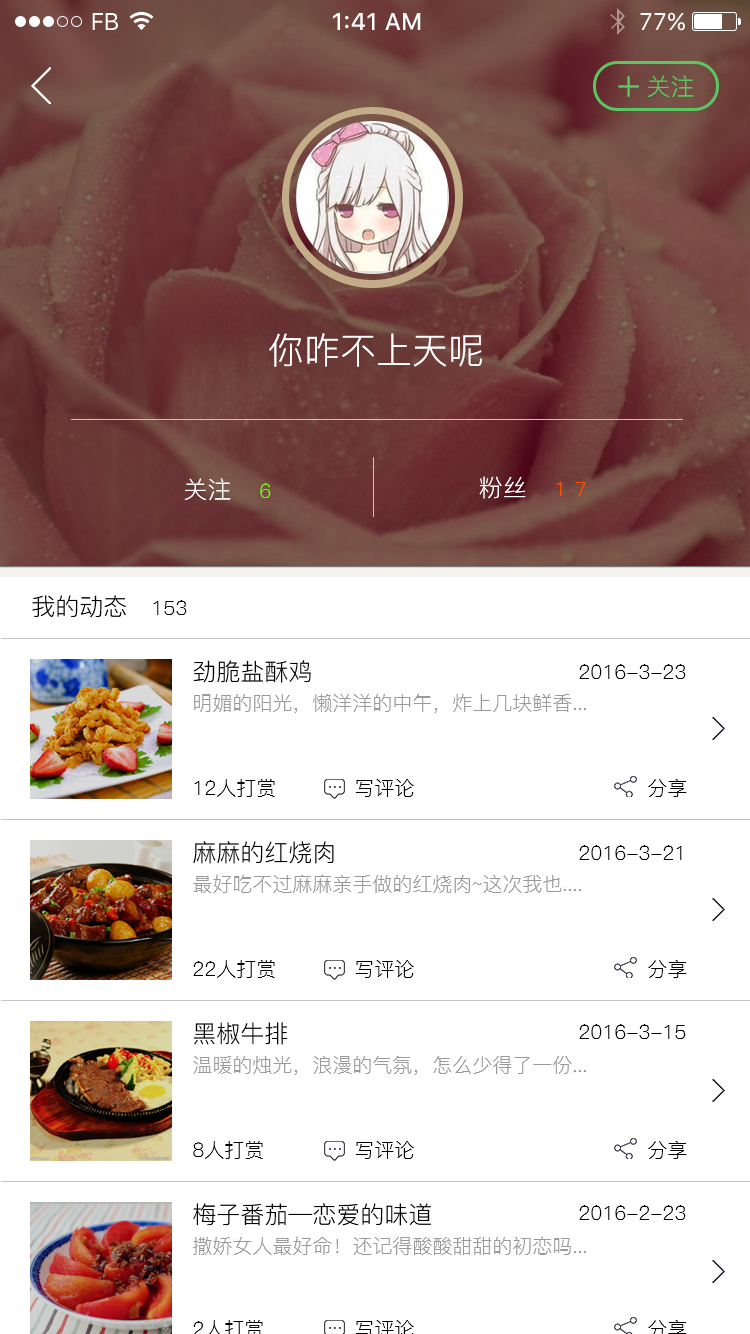 FB 1:41 AM 77%
+ 关注
你咋不上天呢
关注 6 粉丝 17
我的动态 153
劲脆盐酥鸡 2016-3-23
明媚的阳光，懒洋洋的中午，炸上几块鲜香...
12人打赏 写评论 分享
麻麻的红烧肉 2016-3-21
最好吃不过麻麻亲手做的红烧肉~这次我也....
22人打赏 写评论 分享
黑椒牛排 2016-3-15
温暖的烛光，浪漫的气氛，怎么少得了一份...
8人打赏 写评论 分享
梅子番茄—恋爱的味道 2016-2-23
撒娇女人最好命！还记得酸酸甜甜的初恋吗...
2人打赏 写评论 分享